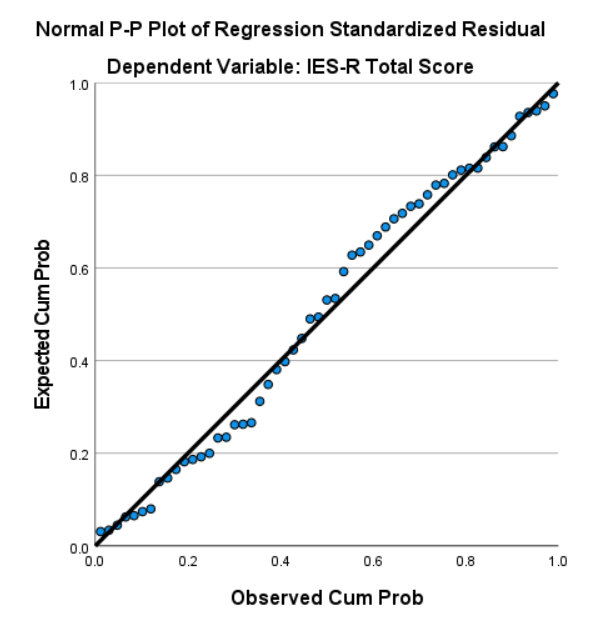 Normal P-P Plot of Regression Standardized Residual
Dependent Variable: IES-R Total Score
1.0
0.8
0.6
0.4
0.2
0.0
Expected Cum Prob
0.0 0.2 0.4 0.6 0.8 1.0
Observed Cum Prob